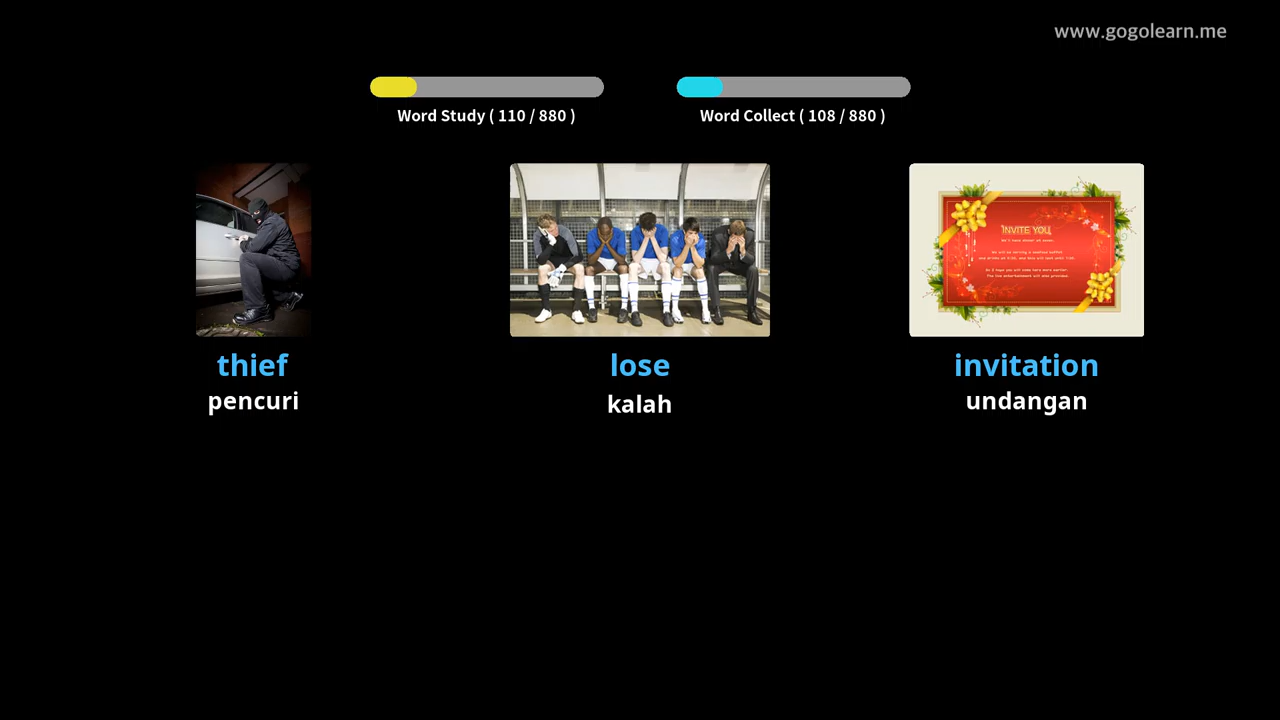 www.gogolearn.me
Word Study ( 110 / 880 )
Word Collect ( 108 / 880 )
INVITE YOU
thief
lose
invitation
pencuri
kalah
undangan